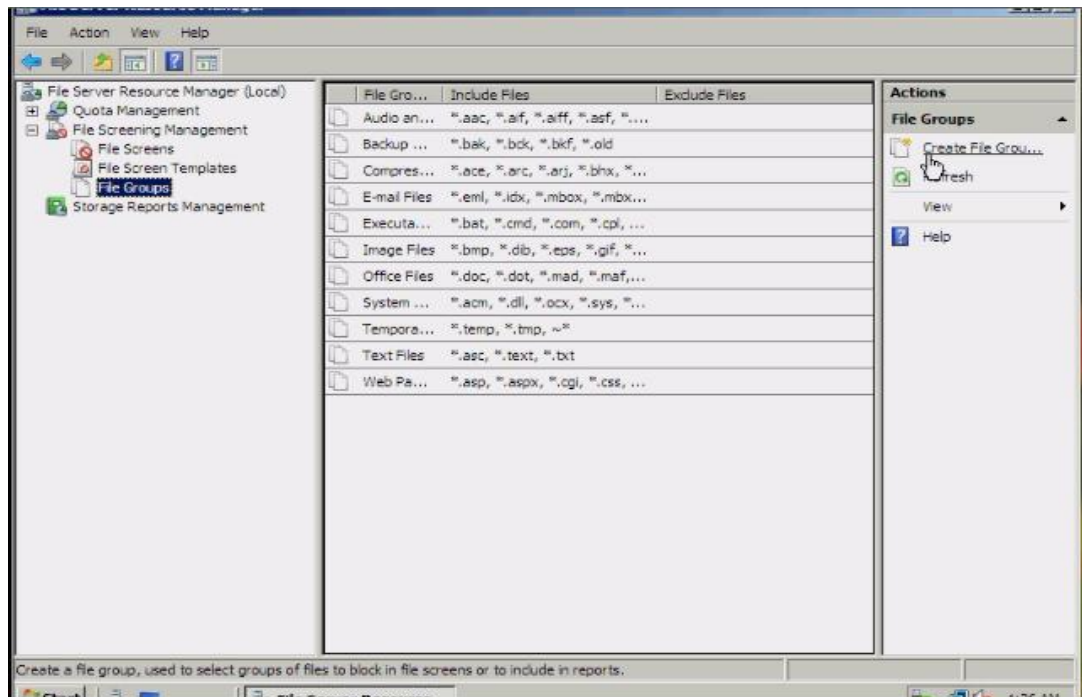 File Action View Help
File Server Resource Manager (Local)
Quota Management
File Screening Management
File Screens
File Screen Templates
File Groups
Storage Reports Management
File Gro... Include Files Exclude Files
Audio an... *.aac, *.aif, *.aiff, *.asf, *....
Backup ... *.bak, *.bck, *.bkf, *.old
Compres... *.ace, *.arc, *.arj, *.bhx, *...
E-mail Files *.eml, *.idx, *.mbox, *.mbx...
Executa... *.bat, *.cmd, *.com, *.cpl, ...
Image Files *.bmp, *.dib, *.eps, *.gif, *...
Office Files *.doc, *.dot, *.mad, *.maf,...
System ... *.acm, *.dll, *.ocx, *.sys, *...
Tempora... *.temp, *.tmp, ~*
Text Files *.asc, *.text, *.txt
Web Pa... *.asp, *.aspx, *.cgi, *.css, ...
Actions
File Groups
Create File Grou...
Refresh
View
Help
Create a file group, used to select groups of files to block in file screens or to include in reports.
Start